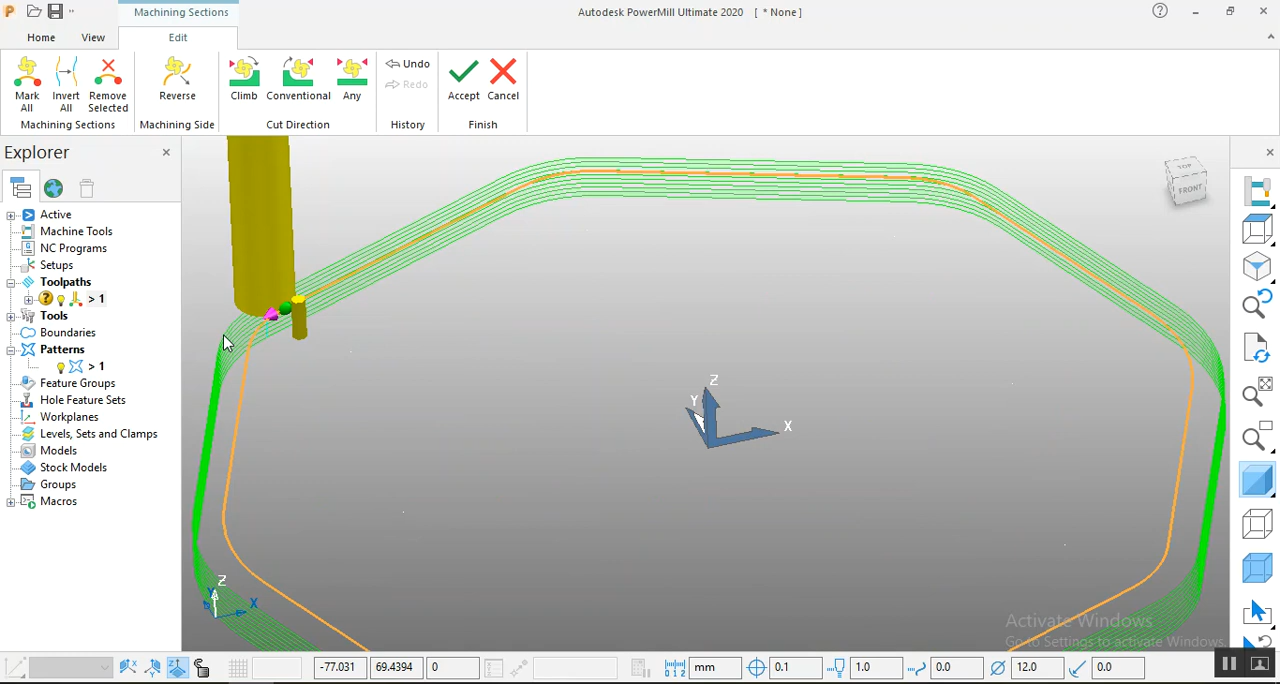 Machining Sections
Autodesk PowerMill Ultimate 2020 [ * None ]
Home View Edit
Mark All
Invert All
Remove Selected
Reverse
Climb
Conventional
Any
Undo
Redo
Accept
Cancel
Machining Sections
Machining Side
Cut Direction
History
Finish
Explorer
Active
Machine Tools
NC Programs
Setups
Toolpaths
> 1
Tools
Boundaries
Patterns
> 1
Feature Groups
Hole Feature Sets
Workplanes
Levels, Sets and Clamps
Models
Stock Models
Groups
Macros
TOP
FRONT
Z
Y
X
Z
Y
X
Activate Windows
Go to Settings to activate Windows.
-77.031 69.4394 0 mm 0.1 1.0 0.0 12.0 0.0